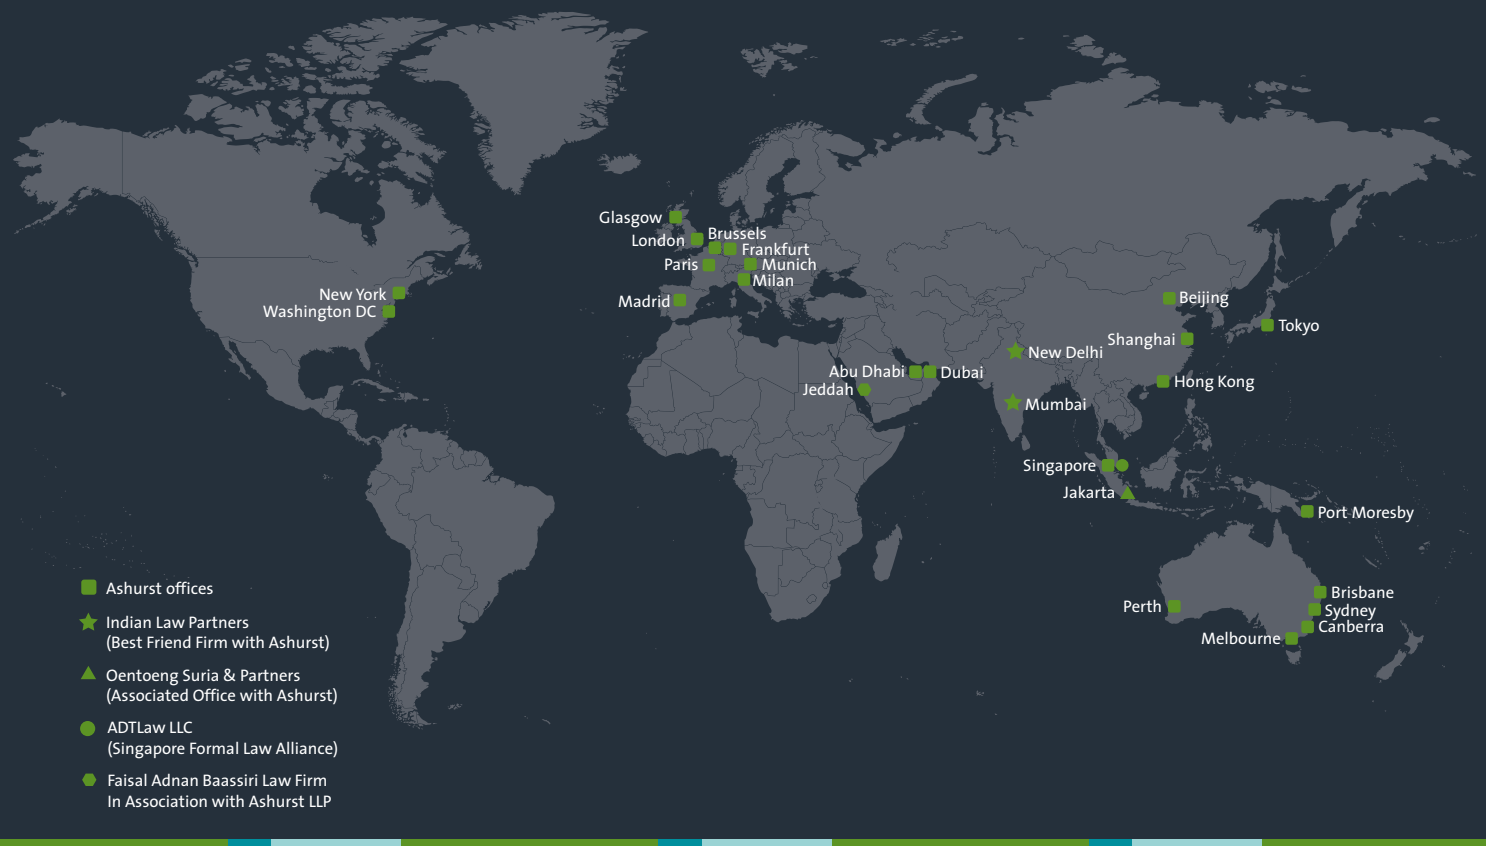 Glasgow
London
Brussels
Frankfurt
Paris
Munich
Milan
Madrid
New York
Washington DC
Beijing
Tokyo
Shanghai
New Delhi
Abu Dhabi
Dubai
Jeddah
Hong Kong
Mumbai
Singapore
Jakarta
Port Moresby
Perth
Brisbane
Sydney
Canberra
Melbourne
Ashurst offices
Indian Law Partners
(Best Friend Firm with Ashurst)
Oentoeng Suria & Partners
(Associated Office with Ashurst)
ADTLaw LLC
(Singapore Formal Law Alliance)
Faisal Adnan Baassiri Law Firm
In Association with Ashurst LLP